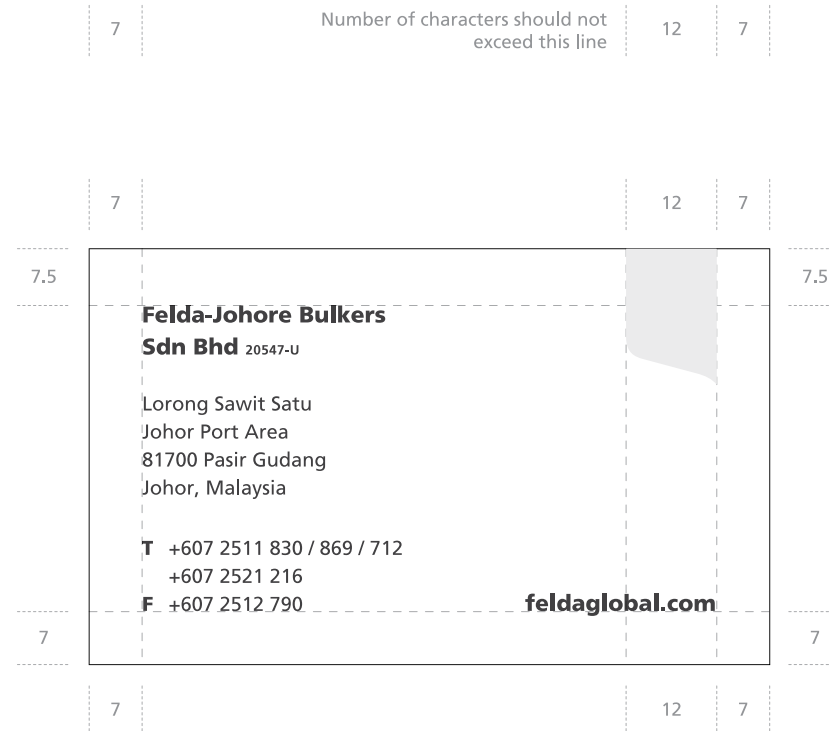 7
Number of characters should not
exceed this line
12
7
7
12
7
7.5
7.5
Felda-Johore Bulkers
Sdn Bhd 20547-U
Lorong Sawit Satu
Johor Port Area
81700 Pasir Gudang
Johor, Malaysia
T +607 2511 830 / 869 / 712
+607 2521 216
F +607 2512 790
feldaglobal.com
7
7
7
12
7